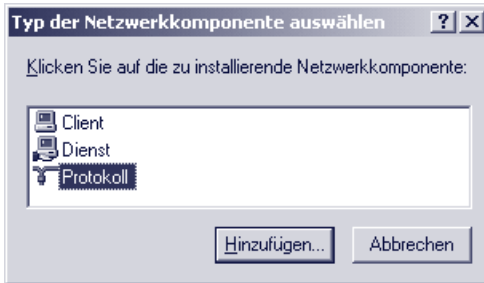 Typ der Netzwerkkomponente auswählen
Klicken Sie auf die zu installierende Netzwerkkomponente:
Client
Dienst
Protokoll
Hinzufügen... Abbrechen